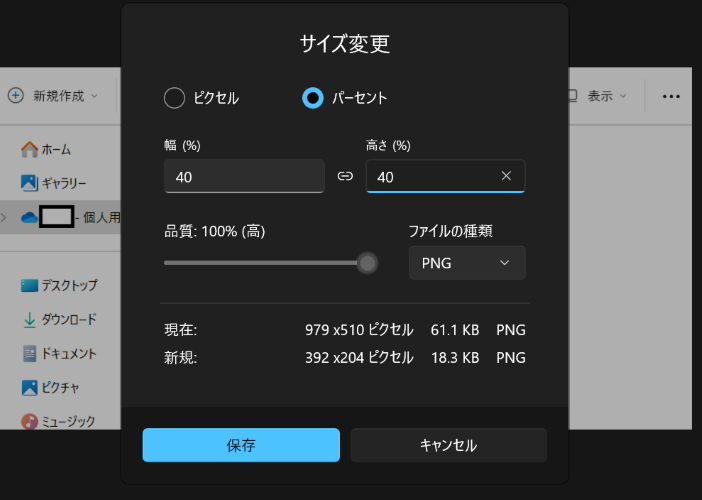 サイズ変更
ピクセル
パーセント
新規作成
表示
幅 (%)
高さ (%)
40
40
ホーム
ギャラリー
- 個人用
品質: 100% (高)
ファイルの種類
PNG
デスクトップ
ダウンロード
ドキュメント
ピクチャ
ミュージック
現在: 979 x510 ピクセル 61.1 KB PNG
新規: 392 x204 ピクセル 18.3 KB PNG
保存
キャンセル